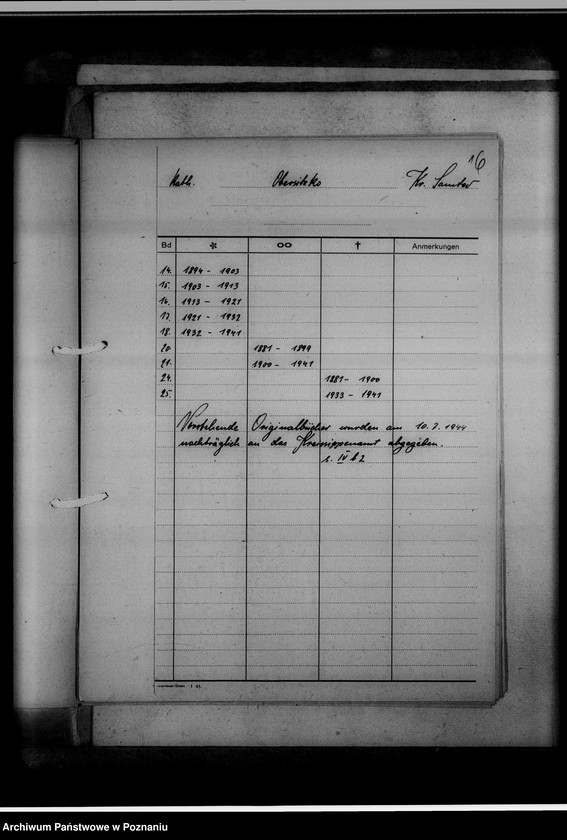 16
Kath. Obersitzko Kr. Samter
Bd * ∞ † Anmerkungen
14. 1894 - 1903
15. 1903 - 1913
16. 1913 - 1921
17. 1921 - 1932
18. 1932 - 1941
20. 1881 - 1899
21. 1900 - 1941
24. 1881 - 1900
25. 1933 - 1941
Vorstehende Originalbücher wurden am 10.7.1944
nachträglich an das Kreissippenamt abgegeben.
s. IV b 2
Archiwum Państwowe w Poznaniu